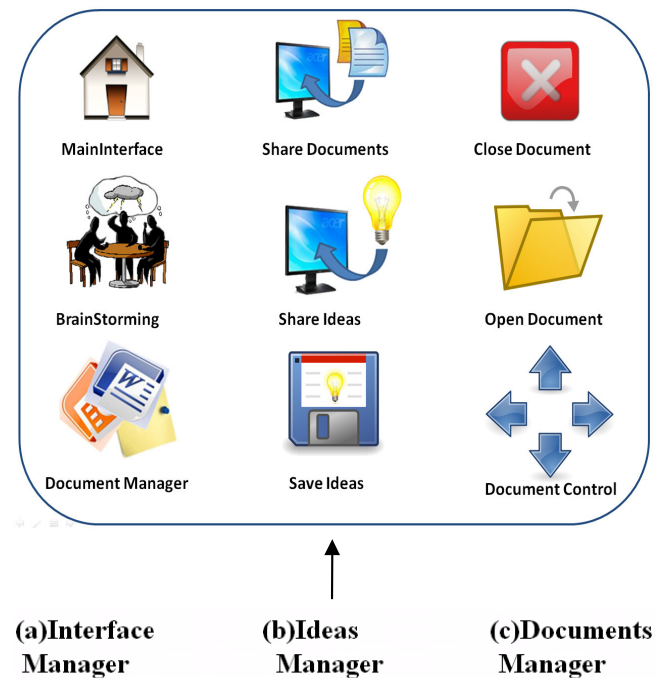 MainInterface
Share Documents
Close Document
acer
BrainStorming
Share Ideas
Open Document
W
Document Manager
Save Ideas
Document Control
(a)Interface
Manager
(b)Ideas
Manager
(c)Documents
Manager